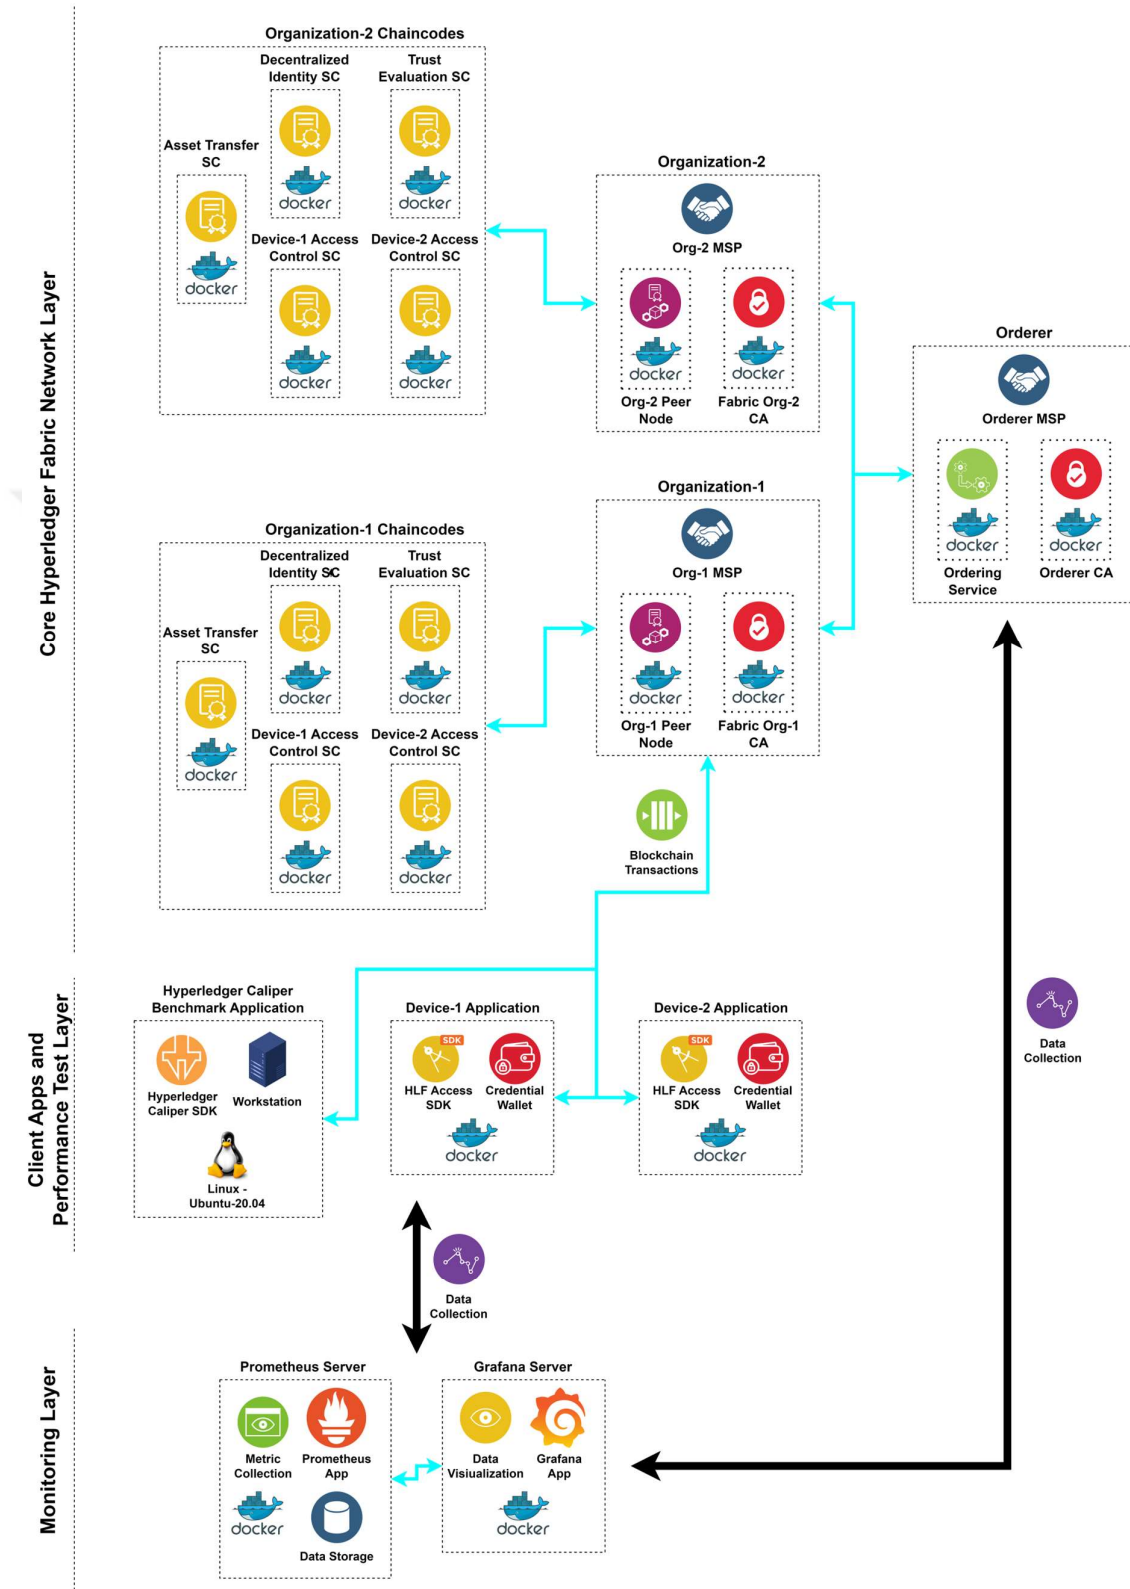 Core Hyperledger Fabric Network Layer
Organization-2 Chaincodes
Decentralized
Identity SC
Trust
Evaluation SC
Asset Transfer
SC
docker
docker
docker
Device-1 Access
Control SC
Device-2 Access
Control SC
docker
docker
Organization-2
Org-2 MSP
docker
docker
Org-2 Peer
Node
Fabric Org-2
CA
Orderer
Orderer MSP
docker
docker
Ordering
Service
Orderer CA
Organization-1
Org-1 MSP
docker
docker
Org-1 Peer
Node
Fabric Org-1
CA
Organization-1 Chaincodes
Decentralized
Identity SC
Trust
Evaluation SC
Asset Transfer
SC
docker
docker
docker
Device-1 Access
Control SC
Device-2 Access
Control SC
docker
docker
Blockchain
Transactions
Client Apps and
Performance Test Layer
Hyperledger Caliper
Benchmark Application
Hyperledger
Caliper SDK
Workstation
Linux -
Ubuntu-20.04
Device-1 Application
SDK
HLF Access
SDK
Credential
Wallet
docker
Device-2 Application
SDK
HLF Access
SDK
Credential
Wallet
docker
Data
Collection
Data
Collection
Monitoring Layer
Prometheus Server
Metric
Collection
Prometheus
App
docker
Data Storage
Grafana Server
Data
Visiualization
Grafana
App
docker